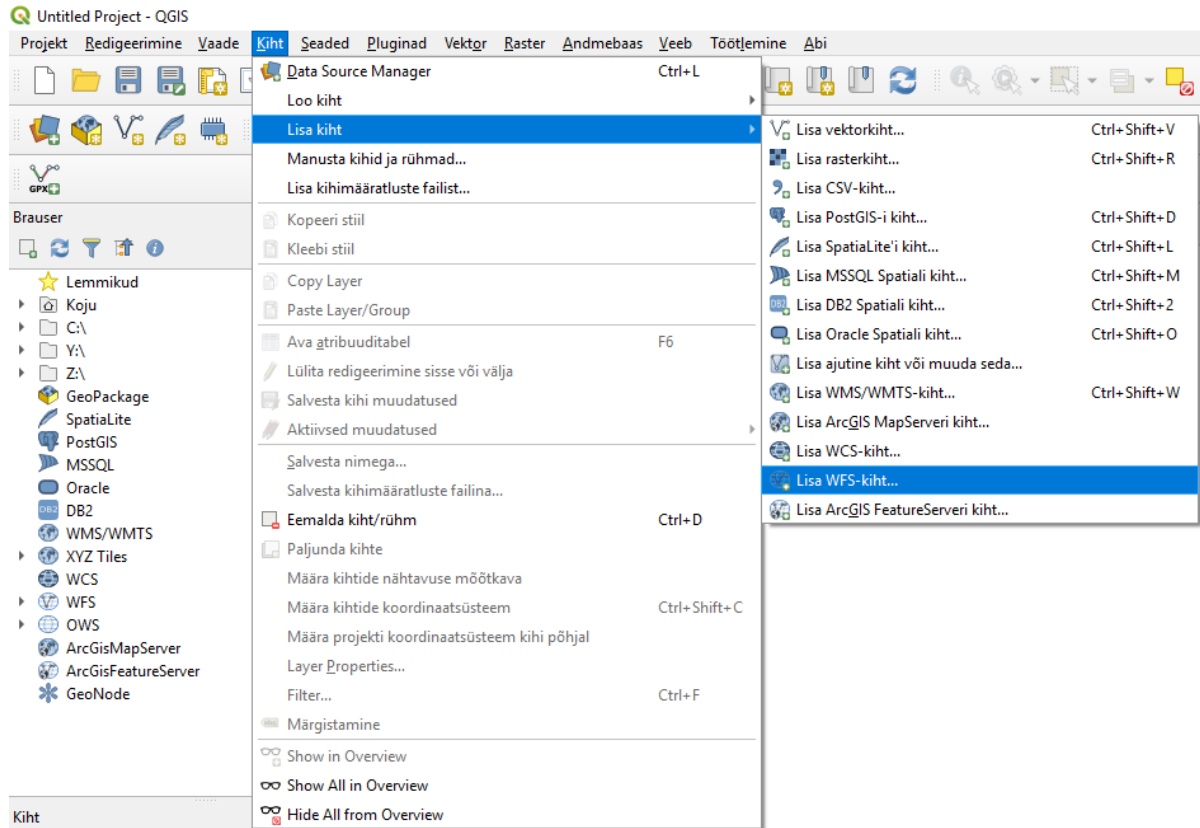 Untitled Project - QGIS
Projekt Redigeerimine Vaade Kiht Seaded Pluginad Vektor Raster Andmebaas Veeb Töötlemine Abi
GPX
Brauser
Lemmikud
Koju
C:\
Y:\
Z:\
GeoPackage
SpatiaLite
PostGIS
MSSQL
Oracle
DB2
DB2
WMS/WMTS
XYZ Tiles
WCS
WFS
OWS
ArcGisMapServer
ArcGisFeatureServer
GeoNode
Kiht
Data Source Manager Ctrl+L
Loo kiht
Lisa kiht
Manusta kihid ja rühmad...
Lisa kihimääratluste failist...
Kopeeri stiil
Kleebi stiil
Copy Layer
Paste Layer/Group
Ava atribuuditabel F6
Lülita redigeerimine sisse või välja
Salvesta kihi muudatused
Aktiivsed muudatused
Salvesta nimega...
Salvesta kihimääratluste failina...
Eemalda kiht/rühm Ctrl+D
Paljunda kihte
Määra kihtide nähtavuse mõõtkava
Määra kihtide koordinaatsüsteem Ctrl+Shift+C
Määra projekti koordinaatsüsteem kihi põhjal
Layer Properties...
Filter... Ctrl+F
Märgistamine
Show in Overview
Show All in Overview
Hide All from Overview
Lisa vektorkiht... Ctrl+Shift+V
Lisa rasterkiht... Ctrl+Shift+R
Lisa CSV-kiht...
Lisa PostGIS-i kiht... Ctrl+Shift+D
Lisa SpatiaLite'i kiht... Ctrl+Shift+L
Lisa MSSQL Spatiali kiht... Ctrl+Shift+M
DB2 Lisa DB2 Spatiali kiht... Ctrl+Shift+2
Lisa Oracle Spatiali kiht... Ctrl+Shift+O
Lisa ajutine kiht või muuda seda...
Lisa WMS/WMTS-kiht... Ctrl+Shift+W
Lisa ArcGIS MapServeri kiht...
Lisa WCS-kiht...
Lisa WFS-kiht...
Lisa ArcGIS FeatureServeri kiht...